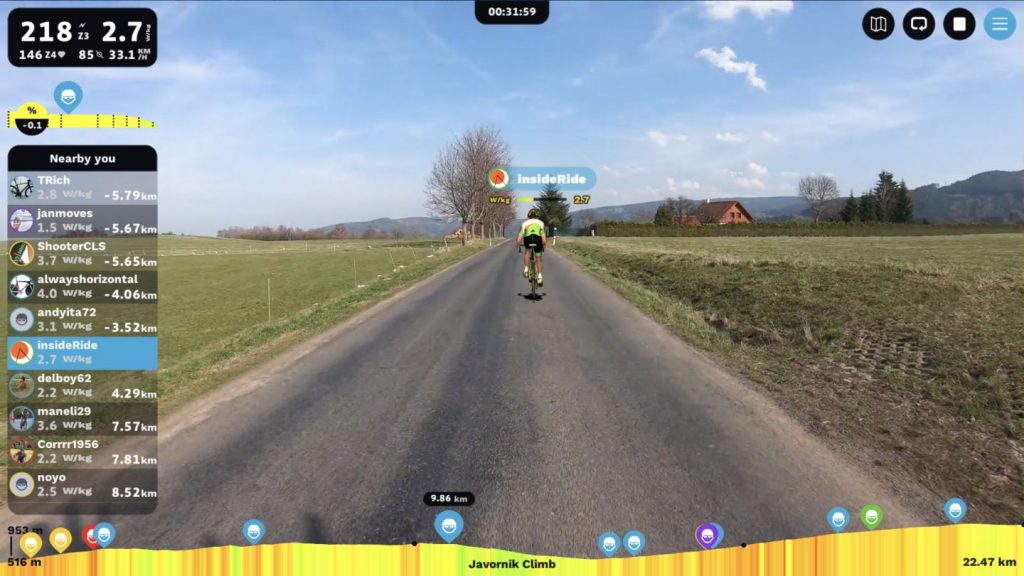 218 Z3 2.7 W/kg
146 Z4 85 33.1 KM/H
00:31:59
%
-0.1
Nearby you
TRich
2.8 W/kg -5.79km
janmoves
1.5 W/kg -5.67km
ShooterCLS
3.7 W/kg -5.65km
alwayshorizontal
4.0 W/kg -4.06km
andyita72
3.1 W/kg -3.52km
insideRide
2.7 W/kg
delboy62
2.2 W/kg 4.29km
maneli29
3.6 W/kg 7.57km
Corrrr1956
2.2 W/kg 7.81km
noyo
2.5 W/kg 8.52km
insideRide
W/kg 2.7
9.86 km
953 m
516 m
Javornik Climb
22.47 km